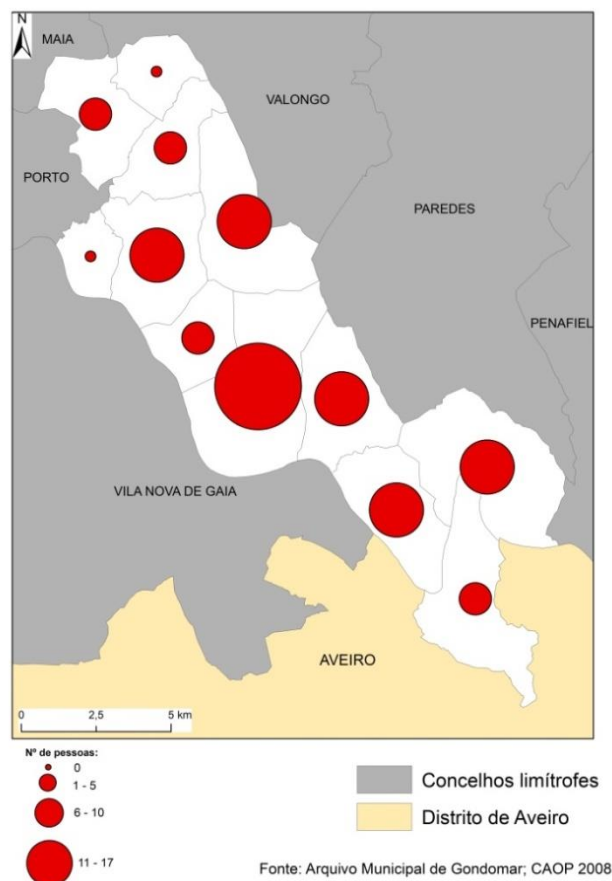 N
MAIA
VALONGO
PORTO
PAREDES
PENAFIEL
VILA NOVA DE GAIA
AVEIRO
0 2,5 5 km
Nº de pessoas:
0
1 - 5
6 - 10
11 - 17
Concelhos limítrofes
Distrito de Aveiro
Fonte: Arquivo Municipal de Gondomar; CAOP 2008